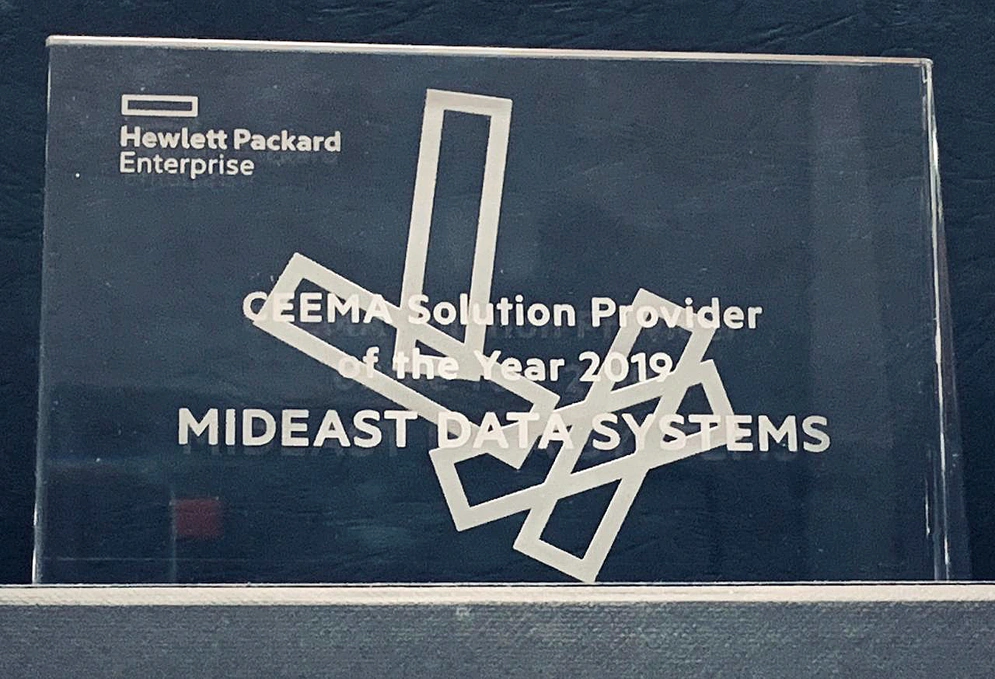 Hewlett Packard
Enterprise
CEEMA Solution Provider
of the Year 2019
MIDEAST DATA SYSTEMS